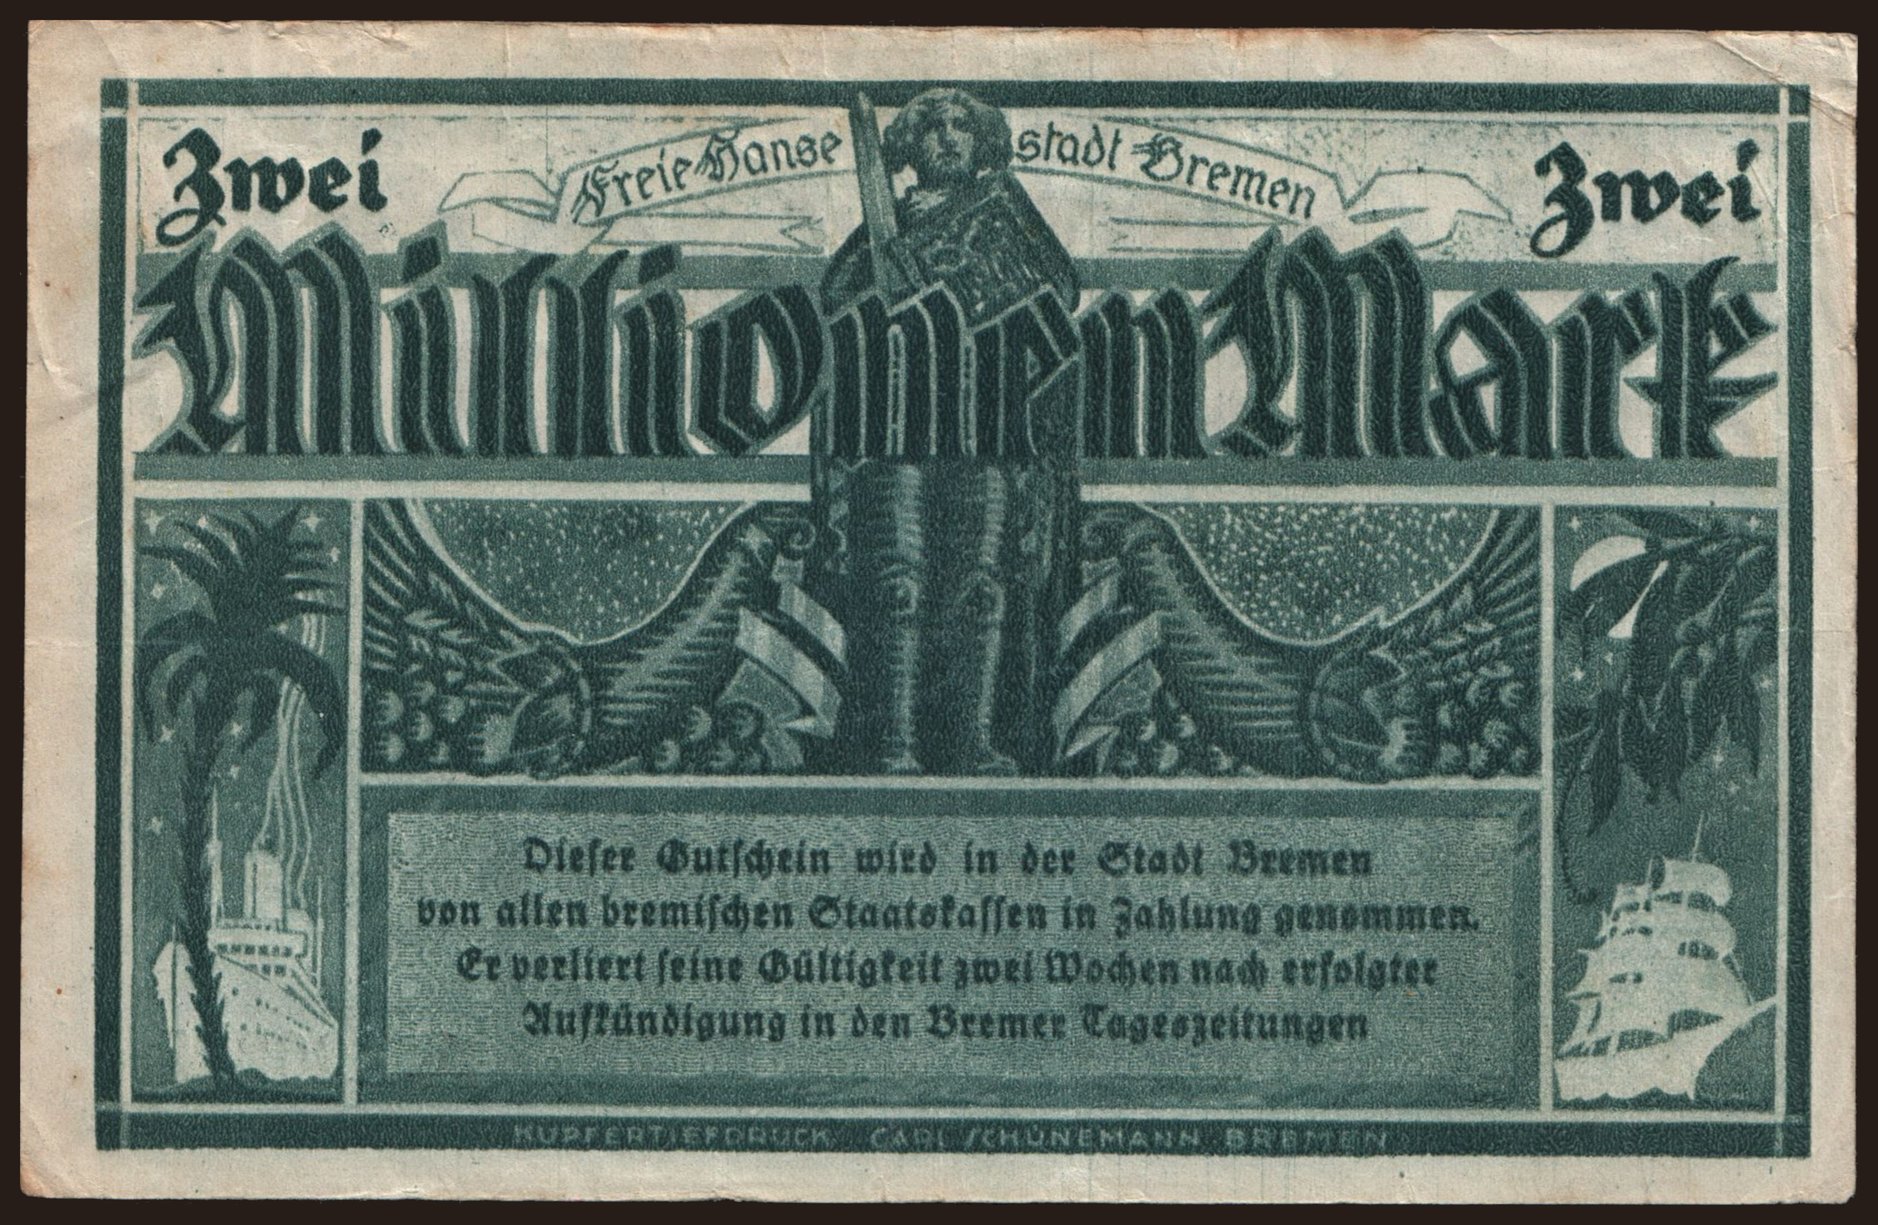 Zwei Freie Hansestadt Bremen Zwei
Millionen Mark
Dieser Gutschein wird in der Stadt Bremen
von allen bremischen Staatskassen in Zahlung genommen.
Er verliert seine Gültigkeit zwei Wochen nach erfolgter
Aufkündigung in den Bremer Tageszeitungen
KUPFERTIEFDRUCK CARL SCHÜNEMANN BREMEN